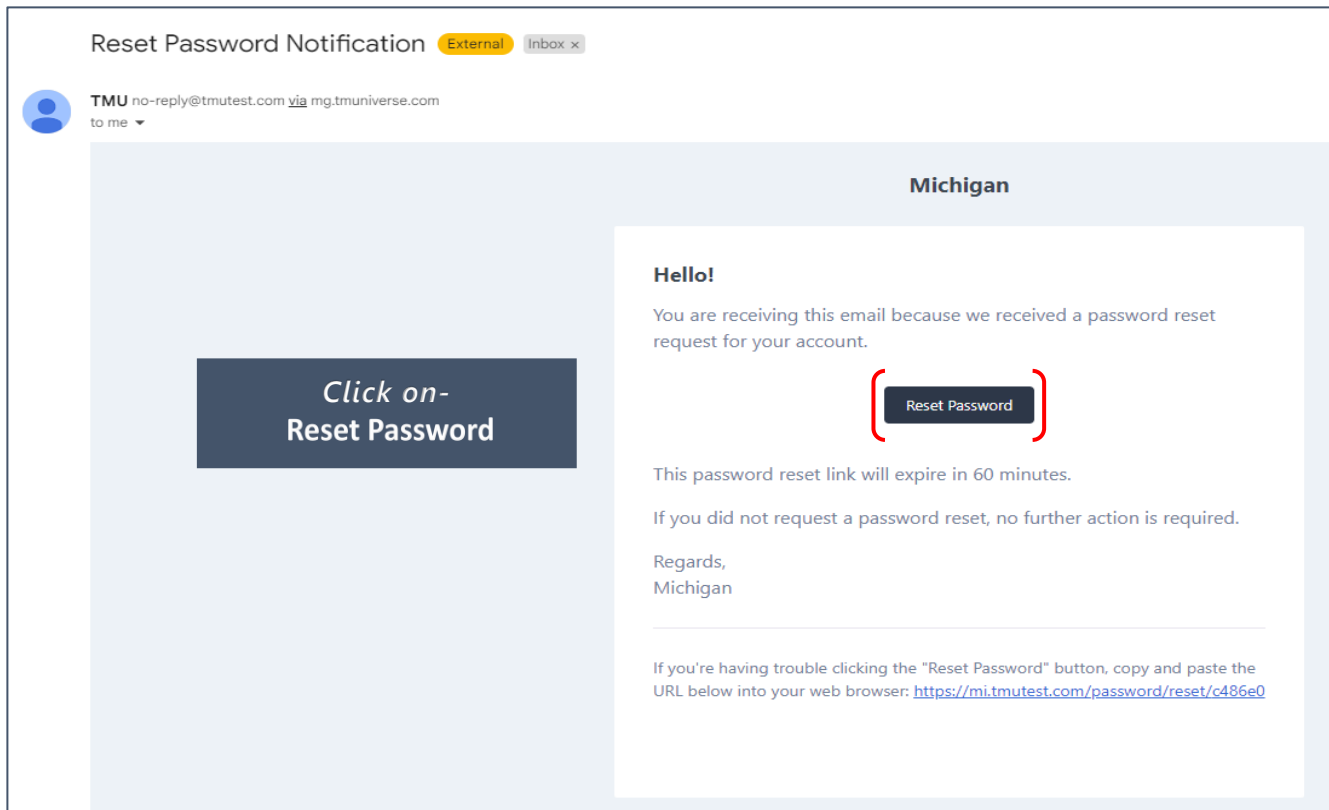 Reset Password Notification External Inbox ×
TMU no-reply@tmutest.com via mg.tmuniverse.com
to me
Michigan
Hello!
You are receiving this email because we received a password reset
request for your account.
Click on-
Reset Password
Reset Password
This password reset link will expire in 60 minutes.
If you did not request a password reset, no further action is required.
Regards,
Michigan
If you're having trouble clicking the "Reset Password" button, copy and paste the
URL below into your web browser: https://mi.tmutest.com/password/reset/c486e0